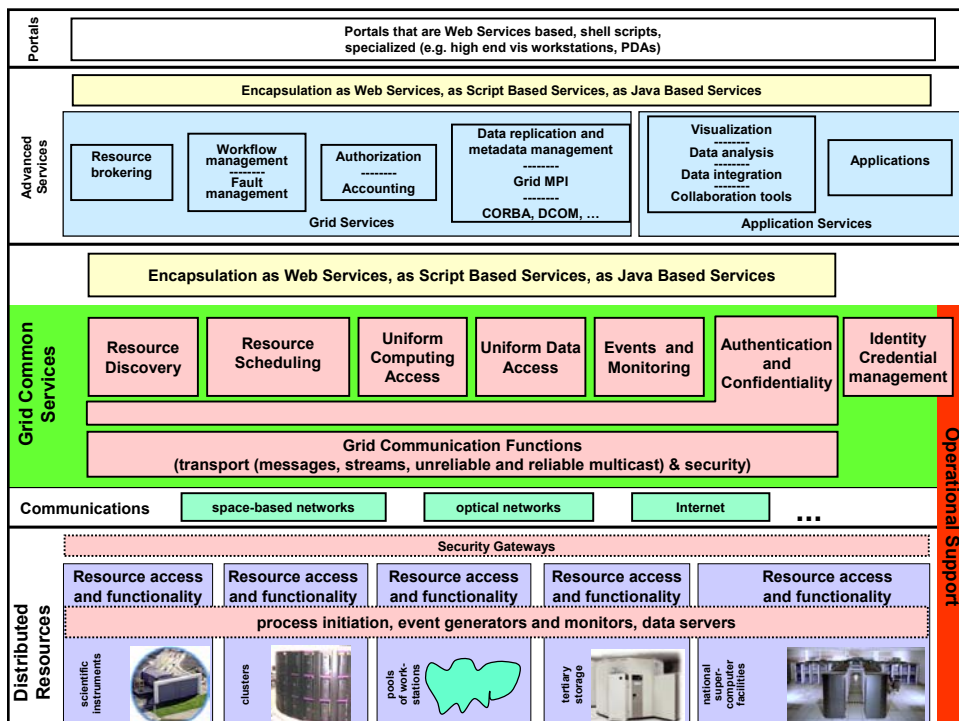 Portals
Portals that are Web Services based, shell scripts,
specialized (e.g. high end vis workstations, PDAs)
Advanced
Services
Encapsulation as Web Services, as Script Based Services, as Java Based Services
Resource
brokering
Workflow
management
--------
Fault
management
Authorization
--------
Accounting
Data replication and
metadata management
--------
Grid MPI
--------
CORBA, DCOM, …
Grid Services
Visualization
--------
Data analysis
--------
Data integration
--------
Collaboration tools
Applications
Application Services
Encapsulation as Web Services, as Script Based Services, as Java Based Services
Grid Common
Services
Resource
Discovery
Resource
Scheduling
Uniform
Computing
Access
Uniform Data
Access
Events and
Monitoring
Authentication
and
Confidentiality
Identity
Credential
management
Grid Communication Functions
(transport (messages, streams, unreliable and reliable multicast) & security)
Operational Support
Communications
space-based networks
optical networks
Internet
...
Distributed
Resources
Security Gateways
Resource access
and functionality
Resource access
and functionality
Resource access
and functionality
Resource access
and functionality
Resource access
and functionality
process initiation, event generators and monitors, data servers
scientific
instruments
clusters
pools
of work-
stations
tertiary
storage
national
super-
computer
facilities